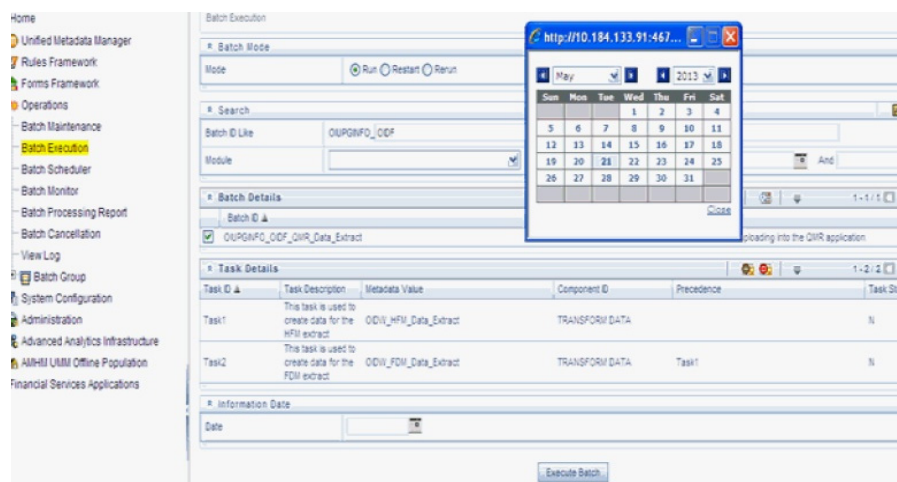 Home
Unified Metadata Manager
Rules Framework
Forms Framework
Operations
Batch Maintenance
Batch Execution
Batch Scheduler
Batch Monitor
Batch Processing Report
Batch Cancellation
View Log
Batch Group
System Configuration
Administration
Advanced Analytics Infrastructure
AMHM UMM Offline Population
Financial Services Applications
Batch Execution
Batch Mode
Mode Run Restart Rerun
Search
Batch ID Like OIUPGINFO_ OIDF
Module And
Batch Details 1-1/1
Batch ID
OIUPGINFO_OIDF_QMR_Data_Extract uploading into the QMR application
Task Details 1-2/2
Task ID Task Description Metadata Value Component ID Precedence Task St
Task1 This task is used to create data for the HFM extract OIDW_HFM_Data_Extract TRANSFORM DATA N
Task2 This task is used to create data for the FDM extract OIDW_FDM_Data_Extract TRANSFORM DATA Task1 N
Information Date
Date
Execute Batch
http://10.184.133.91:467...
May 2013
Sun Mon Tue Wed Thu Fri Sat
1 2 3 4
5 6 7 8 9 10 11
12 13 14 15 16 17 18
19 20 21 22 23 24 25
26 27 28 29 30 31
Close